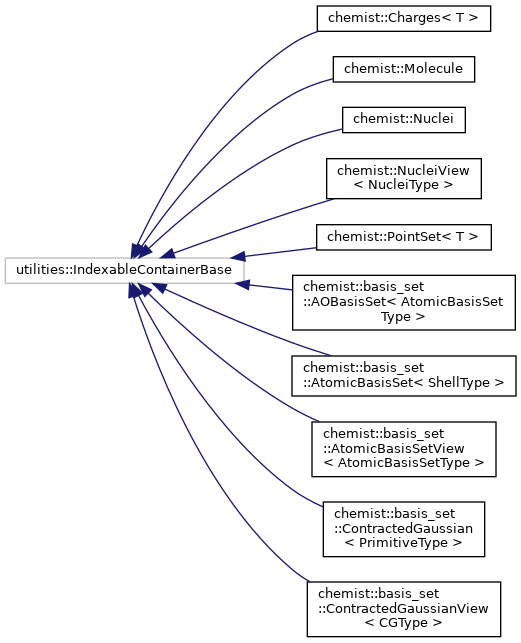 chemist::Charges< T >
chemist::Molecule
chemist::Nuclei
chemist::NucleiView
< NucleiType >
chemist::PointSet< T >
utilities::IndexableContainerBase
chemist::basis_set
::AOBasisSet< AtomicBasisSet
Type >
chemist::basis_set
::AtomicBasisSet< ShellType >
chemist::basis_set
::AtomicBasisSetView
< AtomicBasisSetType >
chemist::basis_set
::ContractedGaussian
< PrimitiveType >
chemist::basis_set
::ContractedGaussianView
< CGType >